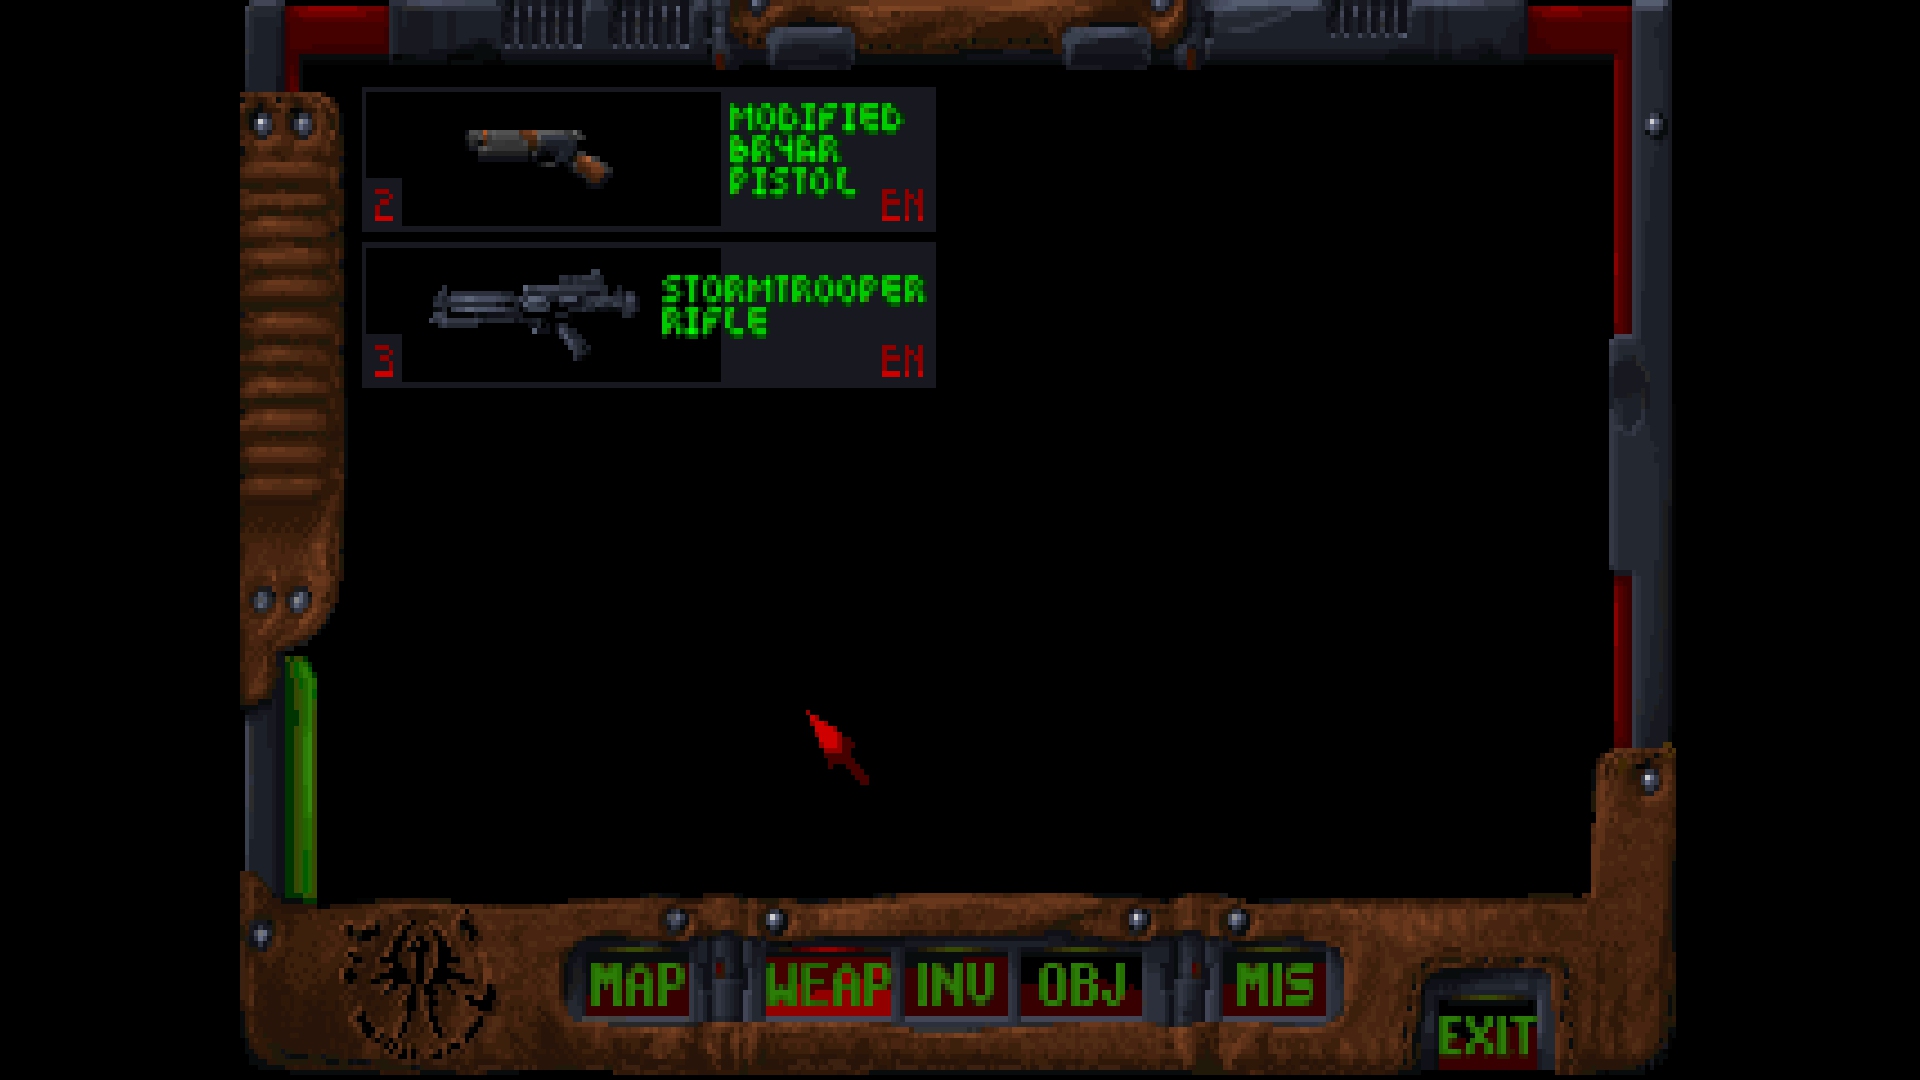 MODIFIED
BRYAR
PISTOL
2
EN
STORMTROOPER
RIFLE
3
EN
MAP
WEAP
INV
OBJ
MIS
EXIT